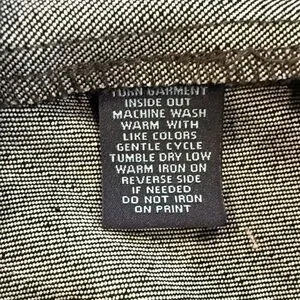 TURN GARMENT
INSIDE OUT
MACHINE WASH
WARM WITH
LIKE COLORS
GENTLE CYCLE
TUMBLE DRY LOW
WARM IRON ON
REVERSE SIDE
IF NEEDED
DO NOT IRON
ON PRINT